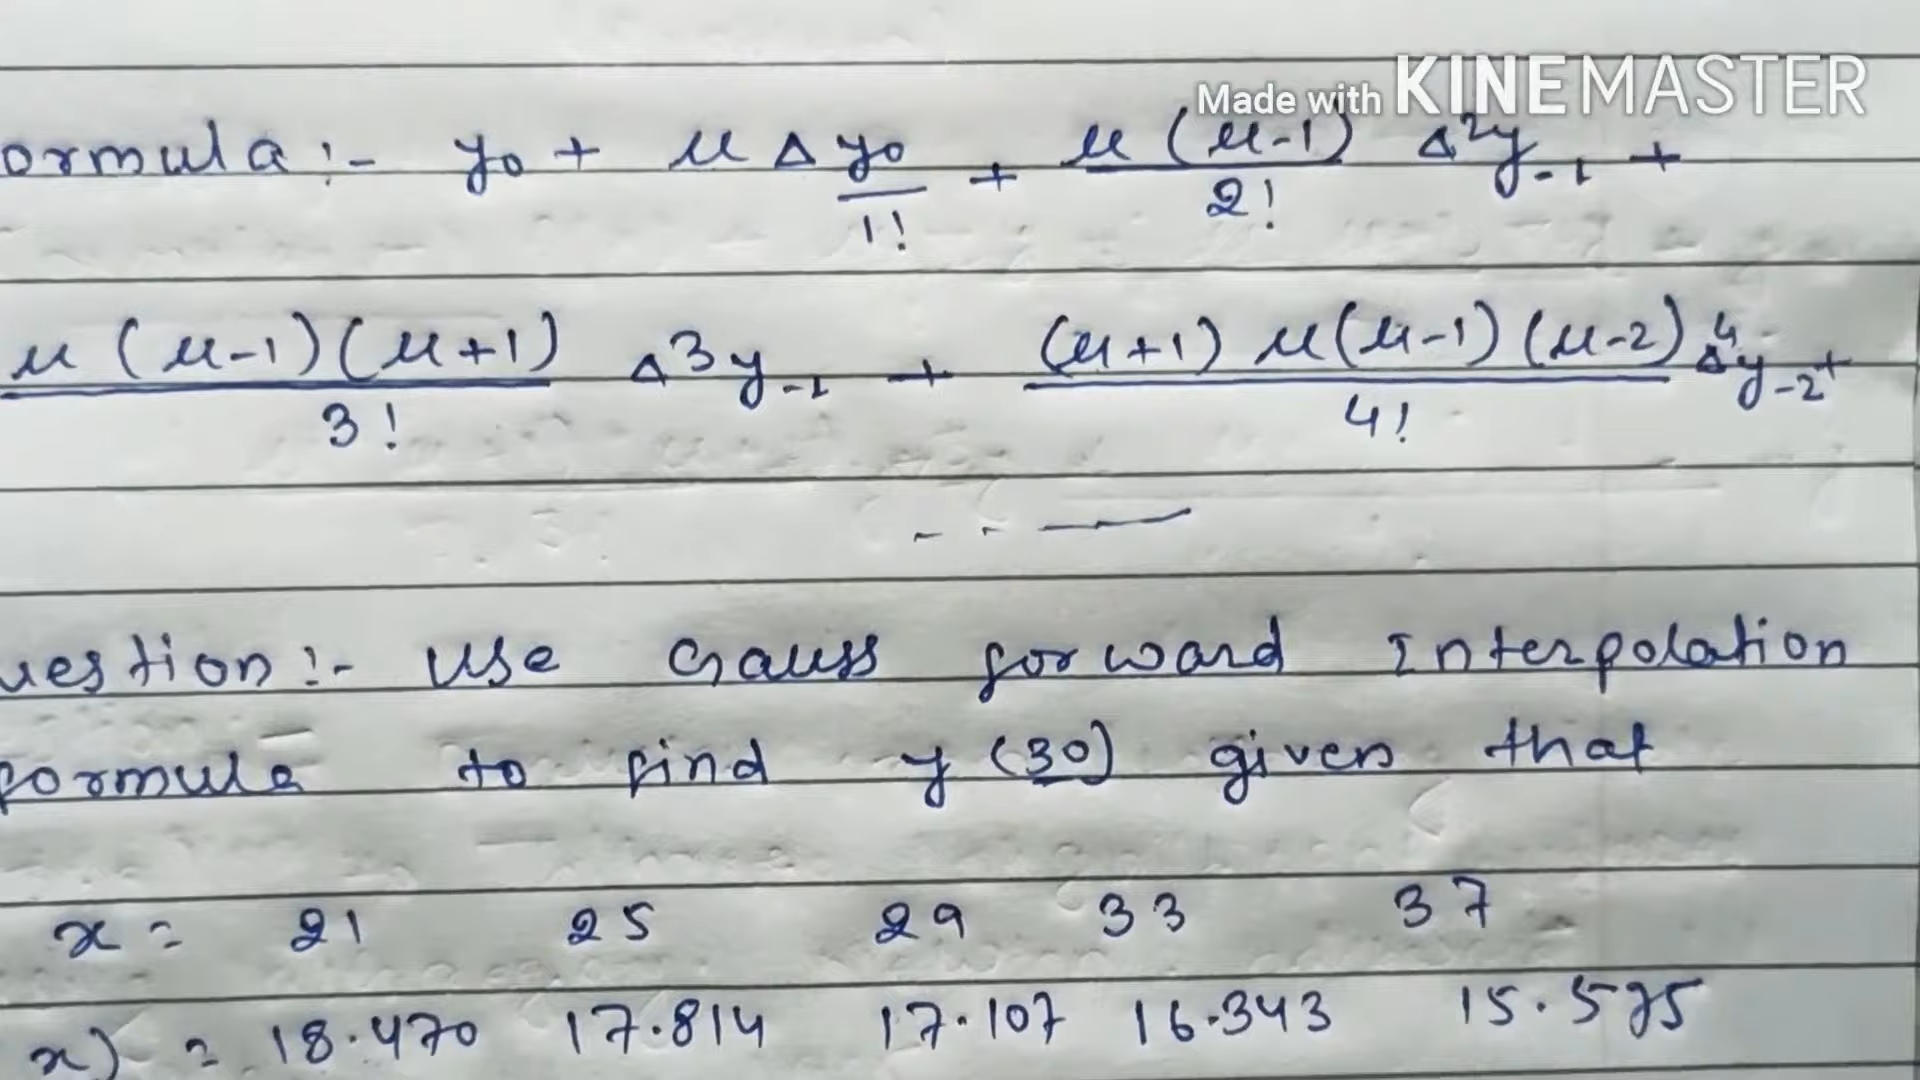 Made with KINEMASTER
ormula :- y₀ + u Δy₀/1! + u(u-1)/2! Δ²y₋₁ +
u(u-1)(u+1)/3! Δ³y₋₁ + (u+1)u(u-1)(u-2)/4! Δ⁴y₋₂ +
- - —
uestion :- Use Gauss forward Interpolation
formula to find y(30) given that
x = 21 25 29 33 37
x) = 18.470 17.814 17.107 16.343